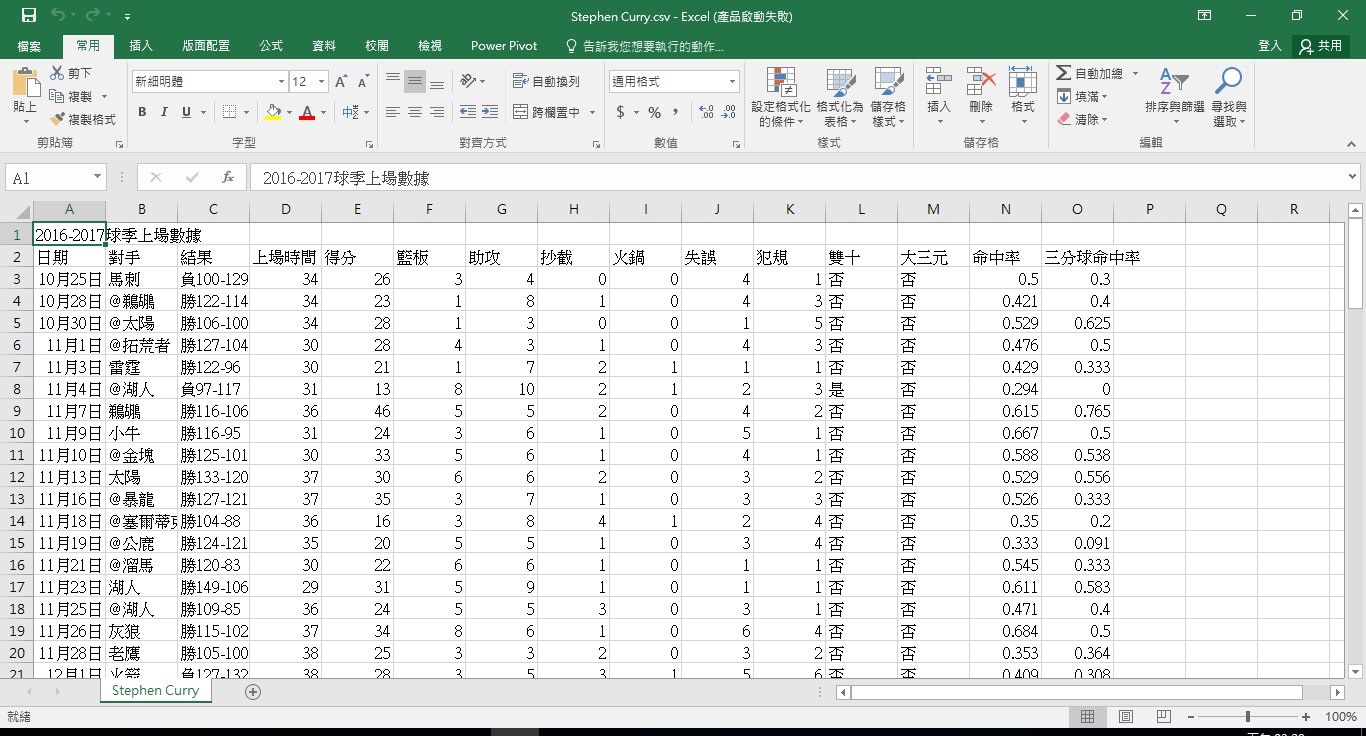 Stephen Curry.csv - Excel (產品啟動失敗)
檔案 常用 插入 版面配置 公式 資料 校閱 檢視 Power Pivot 告訴我您想要執行的動作... 登入 共用
貼上 剪下 複製 複製格式 剪貼簿
新細明體 12 B I U A 字型
自動換列 跨欄置中 對齊方式
通用格式 $ % , 數值
設定格式化的條件 格式化為表格 儲存格樣式 樣式
插入 刪除 格式 儲存格
自動加總 填滿 清除 排序與篩選 尋找與選取 編輯
A1 fx 2016-2017球季上場數據
A B C D E F G H I J K L M N O P Q R
1 2016-2017球季上場數據
2 日期 對手 結果 上場時間 得分 籃板 助攻 抄截 火鍋 失誤 犯規 雙十 大三元 命中率 三分球命中率
3 10月25日 馬刺 負100-129 34 26 3 4 0 0 4 1 否 否 0.5 0.3
4 10月28日 @鵜鶘 勝122-114 34 23 1 8 1 0 4 3 否 否 0.421 0.4
5 10月30日 @太陽 勝106-100 34 28 1 3 0 0 1 5 否 否 0.529 0.625
6 11月1日 @拓荒者 勝127-104 30 28 4 3 1 0 4 3 否 否 0.476 0.5
7 11月3日 雷霆 勝122-96 30 21 1 7 2 1 1 1 否 否 0.429 0.333
8 11月4日 @湖人 負97-117 31 13 8 10 2 1 2 3 是 否 0.294 0
9 11月7日 鵜鶘 勝116-106 36 46 5 5 2 0 4 2 否 否 0.615 0.765
10 11月9日 小牛 勝116-95 31 24 3 6 1 0 5 1 否 否 0.667 0.5
11 11月10日 @金塊 勝125-101 30 33 5 6 1 0 4 1 否 否 0.588 0.538
12 11月13日 太陽 勝133-120 37 30 6 6 2 0 3 2 否 否 0.529 0.556
13 11月16日 @暴龍 勝127-121 37 35 3 7 1 0 3 3 否 否 0.526 0.333
14 11月18日 @塞爾蒂克 勝104-88 36 16 3 8 4 1 2 4 否 否 0.35 0.2
15 11月19日 @公鹿 勝124-121 35 20 5 5 1 0 3 4 否 否 0.333 0.091
16 11月21日 @溜馬 勝120-83 30 22 6 6 1 0 1 1 否 否 0.545 0.333
17 11月23日 湖人 勝149-106 29 31 5 9 1 0 1 1 否 否 0.611 0.583
18 11月25日 @湖人 勝109-85 36 24 5 5 3 0 3 1 否 否 0.471 0.4
19 11月26日 灰狼 勝115-102 37 34 8 6 1 0 6 4 否 否 0.684 0.5
20 11月28日 老鷹 勝105-100 38 25 3 3 2 0 3 2 否 否 0.353 0.364
21 12月1日 火箭 負127-132 38 28 3 5 3 1 5 6 否 否 0.409 0.308
Stephen Curry
就緒 100%